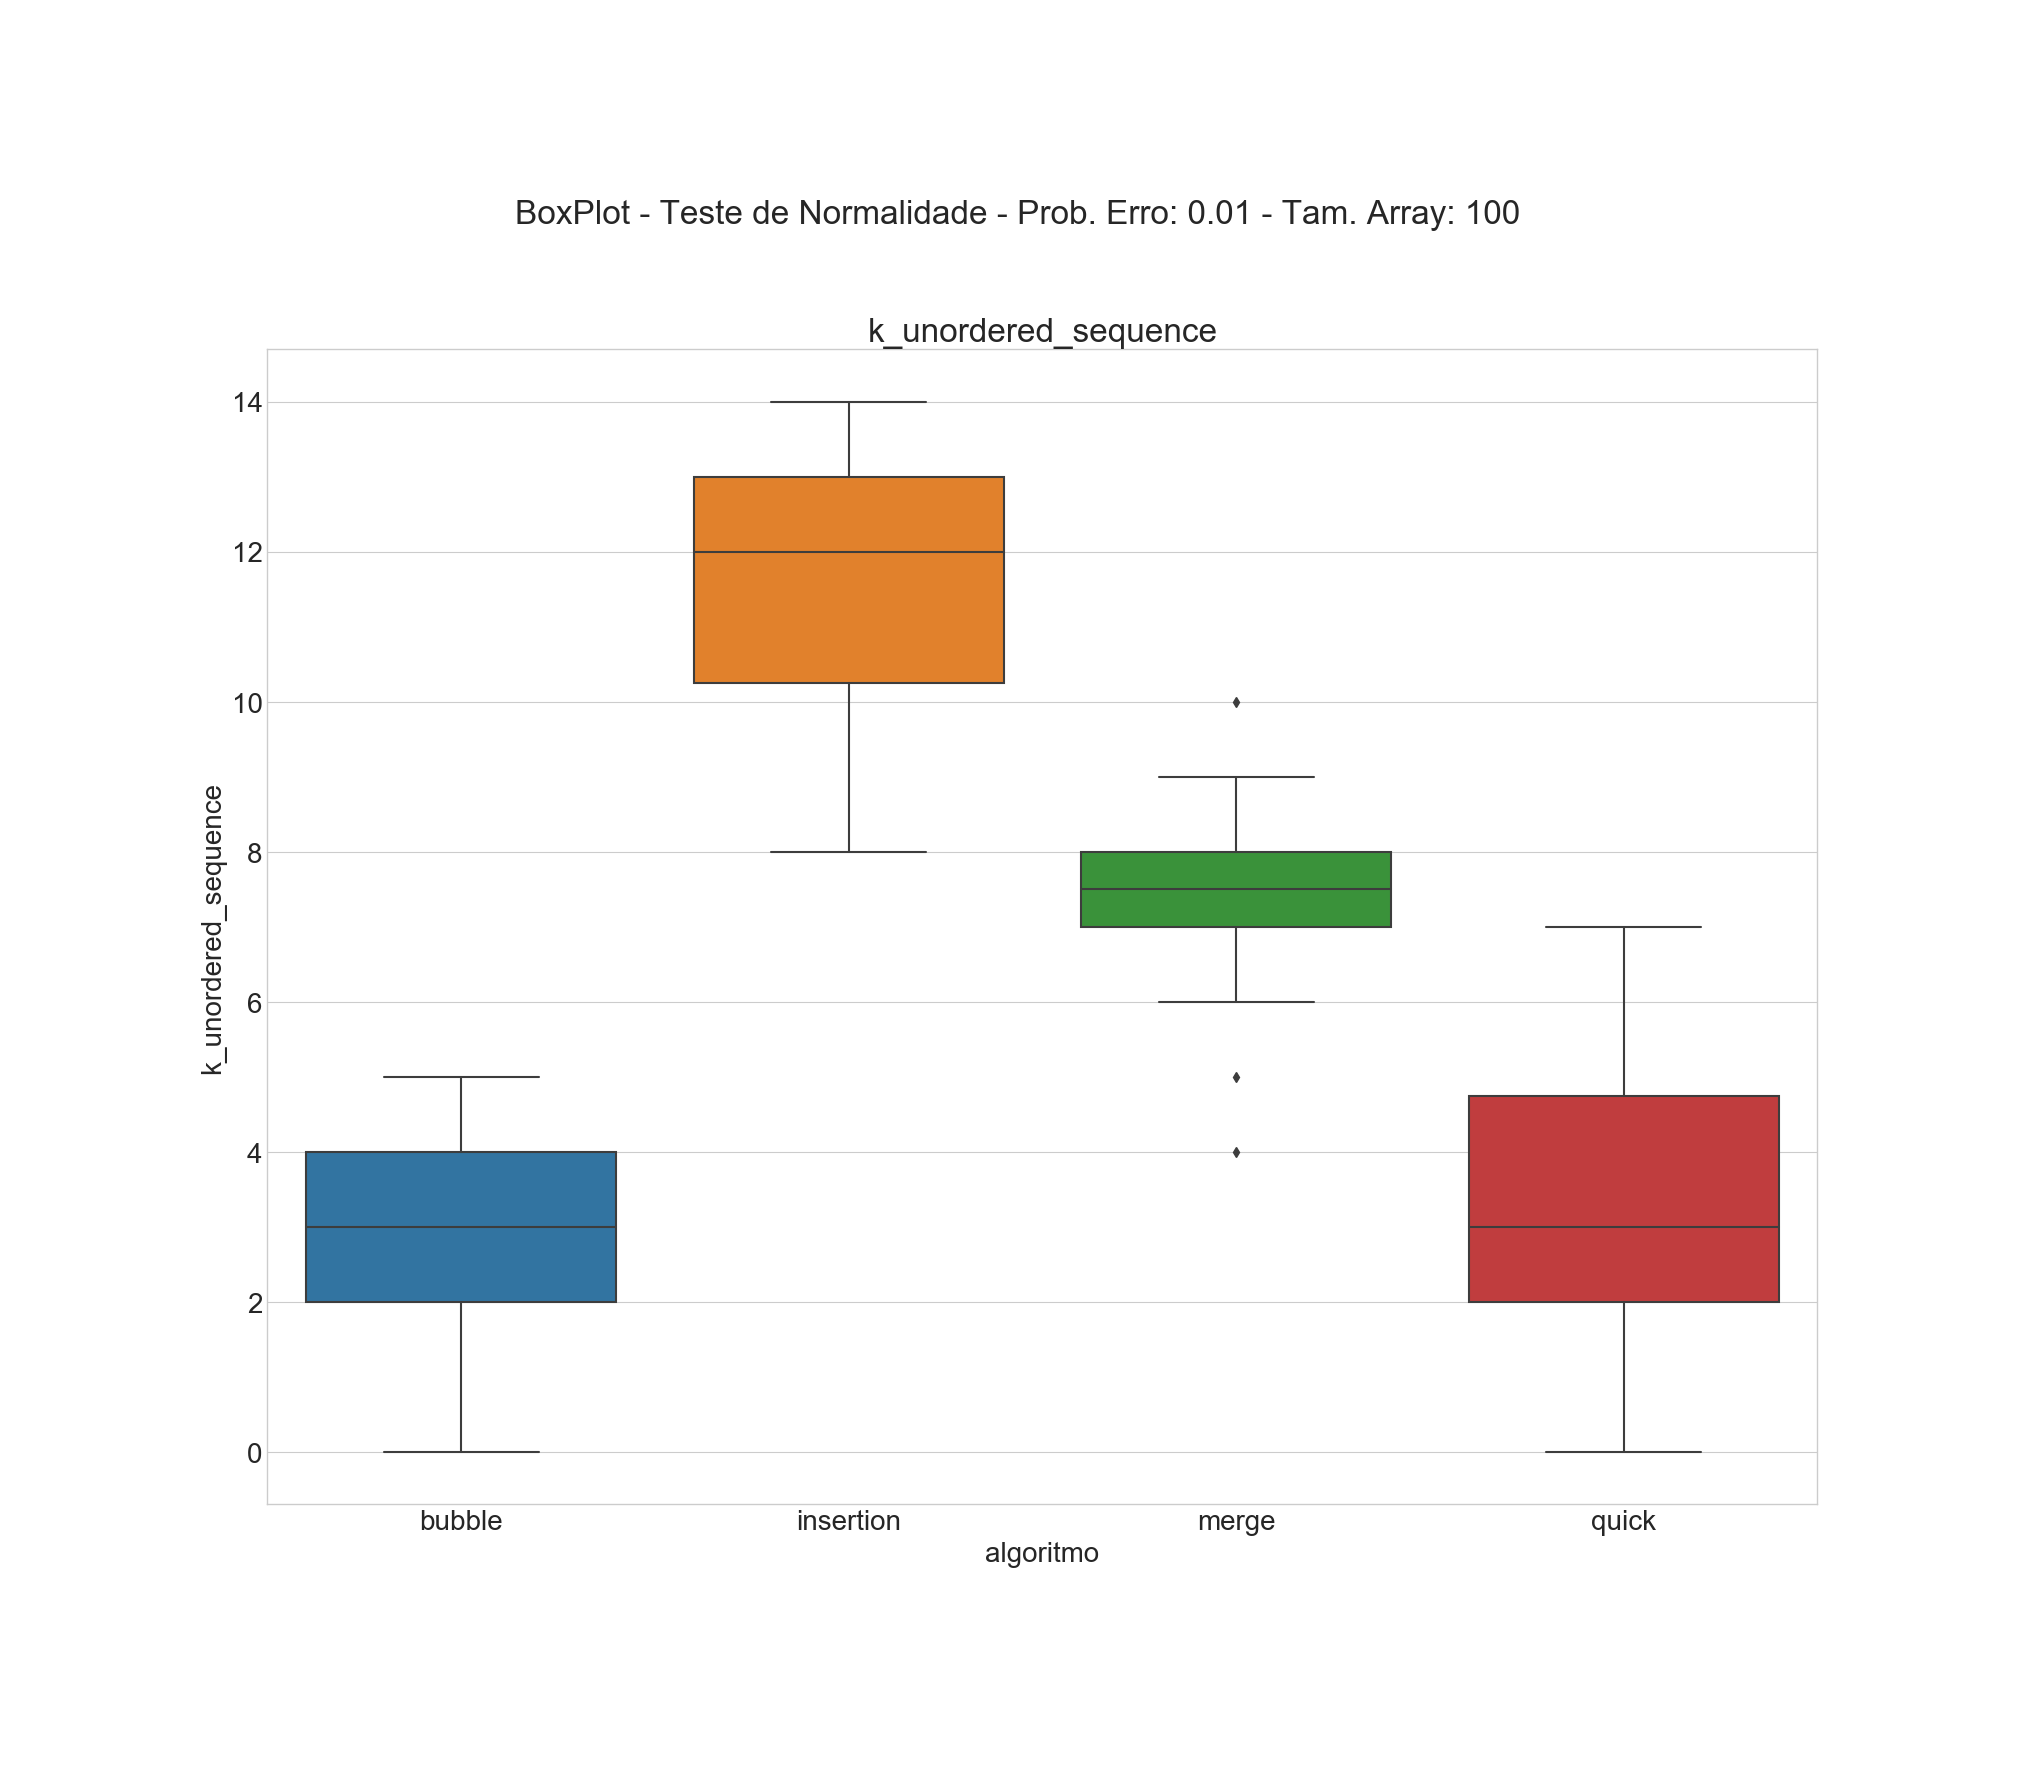 BoxPlot - Teste de Normalidade - Prob. Erro: 0.01 - Tam. Array: 100
k_unordered_sequence
14
12
10
8
6
4
2
0
k_unordered_sequence
bubble insertion merge quick
algoritmo